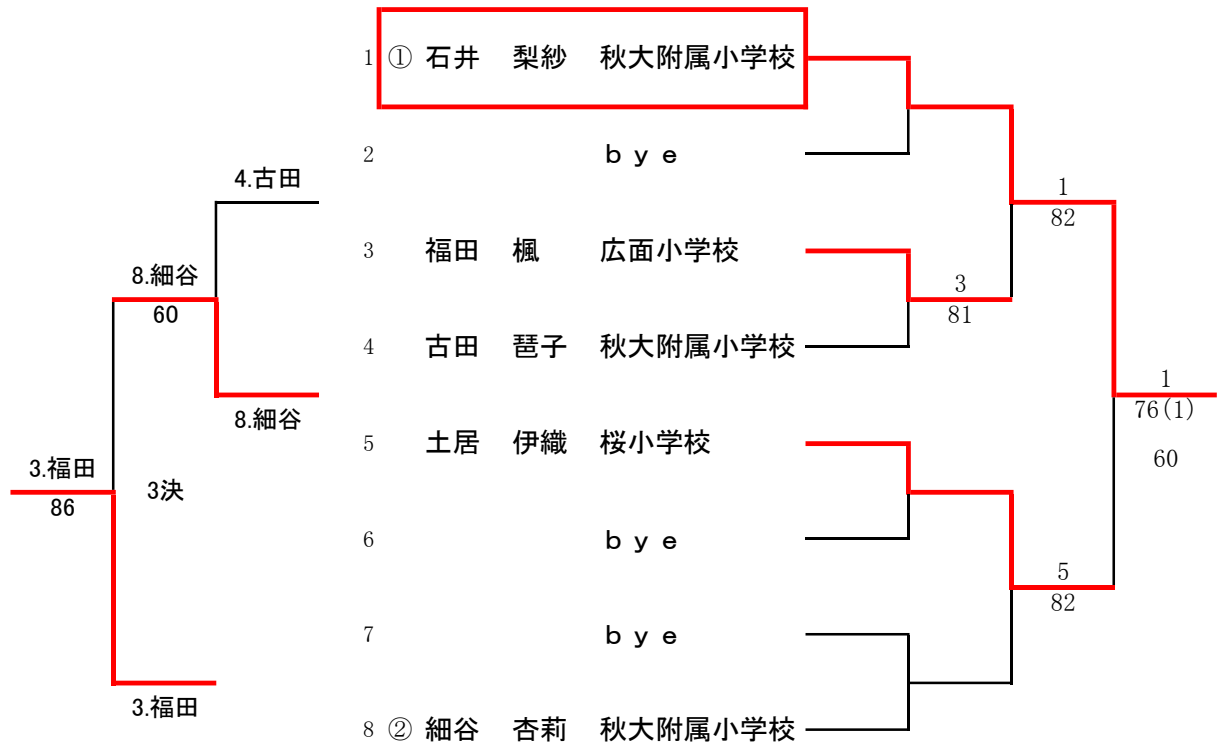 1 ① 石井 梨紗 秋大附属小学校
2 bye
4.古田
1
82
3 福田 楓 広面小学校
8.細谷
60
3
81
4 古田 琶子 秋大附属小学校
1
76(1)
60
8.細谷
5 土居 伊織 桜小学校
3.福田
86
3決
6 bye
5
82
7 bye
3.福田
8 ② 細谷 杏莉 秋大附属小学校